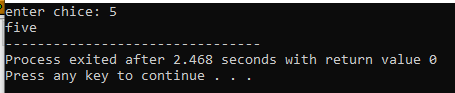 enter chice: 5
five
--------------------------------
Process exited after 2.468 seconds with return value 0
Press any key to continue . . .